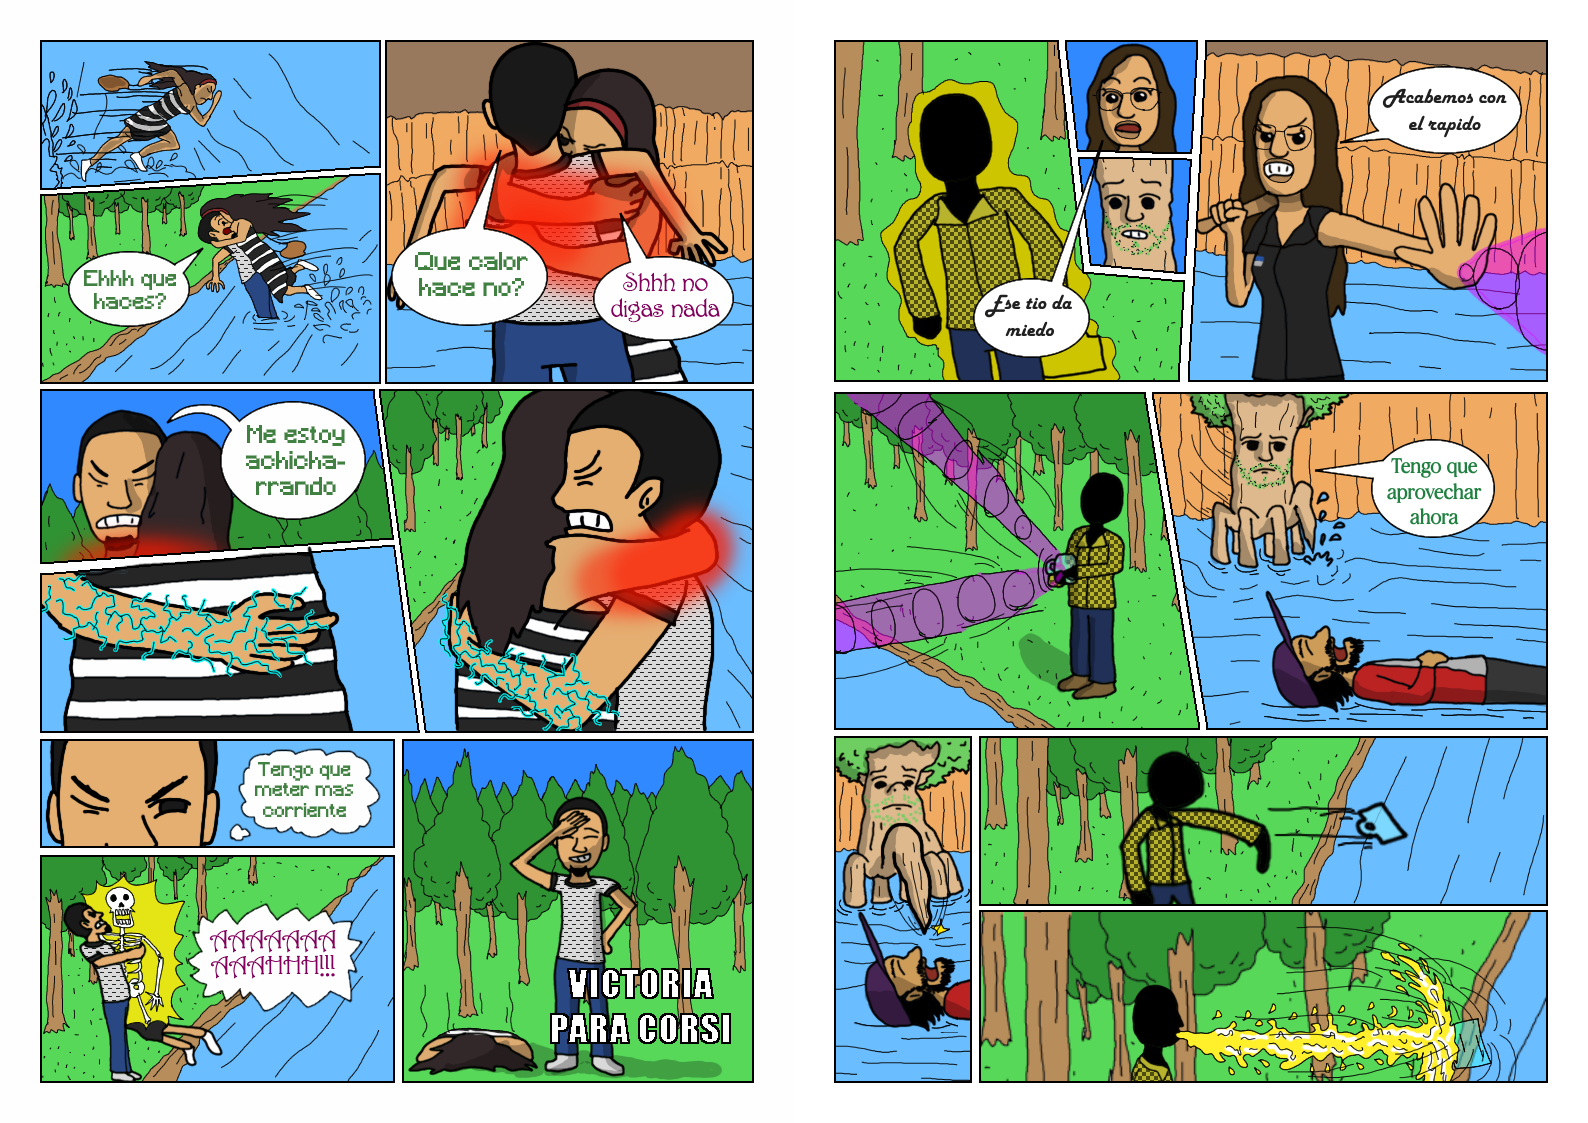 Ehhh que
haces?
Que calor
hace no?
Shhh no
digas nada
Me estoy
achicha-
rrando
Tengo que
meter mas
corriente
AAAAAAA
AAAHHH!!!
VICTORIA
PARA CORSI
Ese tio da
miedo
Acabemos con
el rapido
Tengo que
aprovechar
ahora